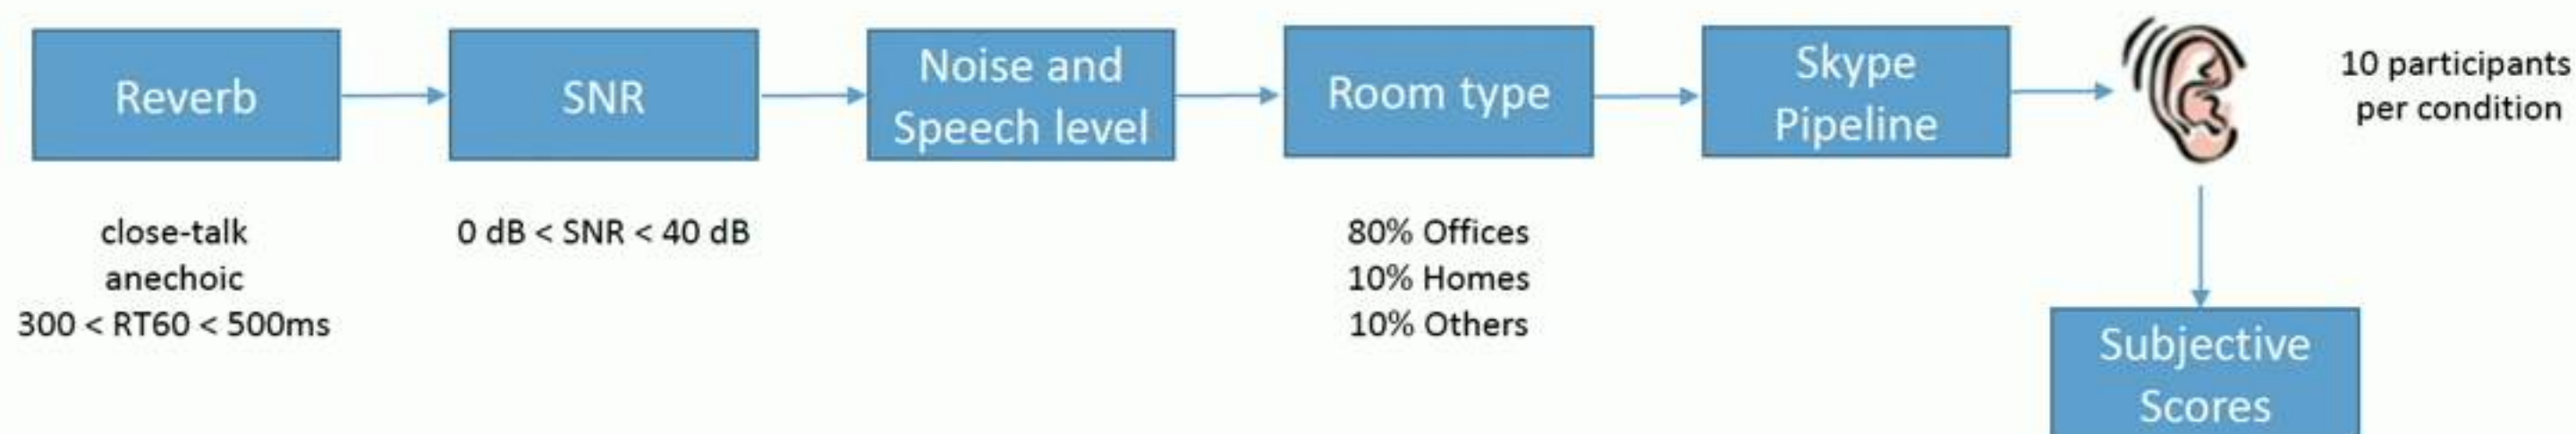 Reverb
SNR
Noise and
Speech level
Room type
Skype
Pipeline
10 participants
per condition
close-talk
anechoic
300 < RT60 < 500ms
0 dB < SNR < 40 dB
80% Offices
10% Homes
10% Others
Subjective
Scores